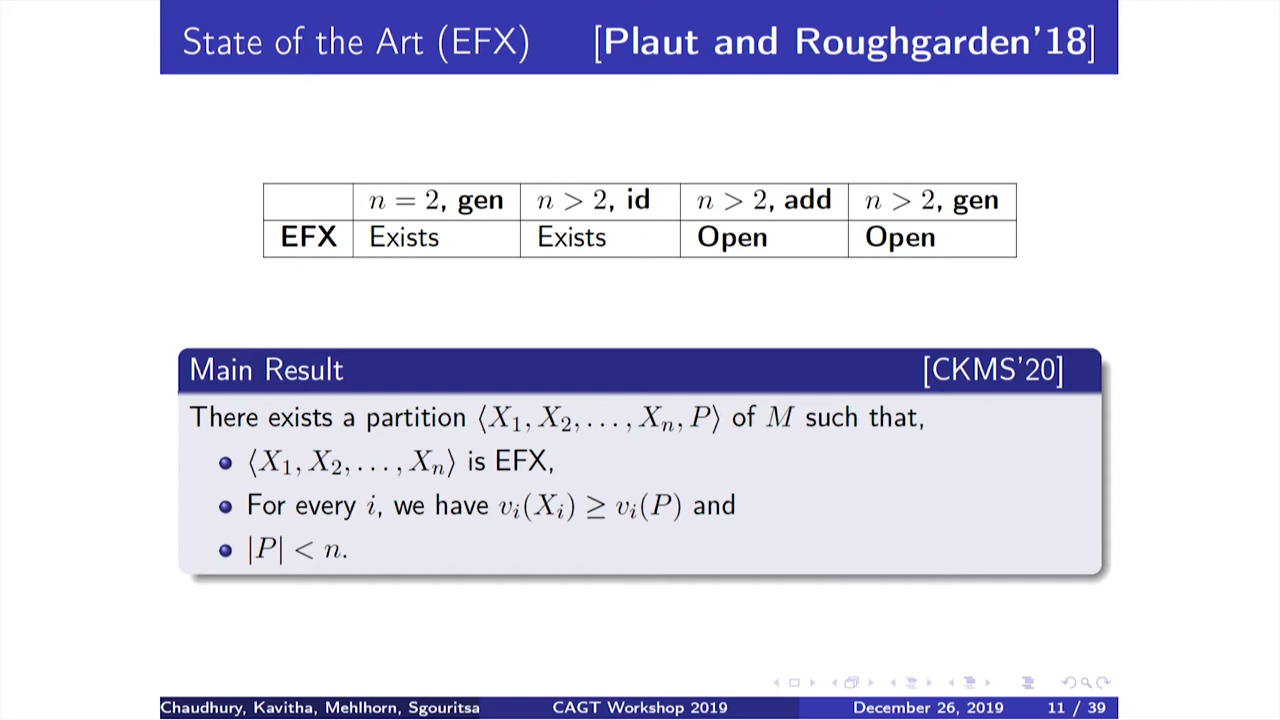 State of the Art (EFX) [Plaut and Roughgarden'18]
n = 2, gen n > 2, id n > 2, add n > 2, gen
EFX Exists Exists Open Open
Main Result [CKMS'20]
There exists a partition ⟨X₁, X₂, . . . , Xₙ, P⟩ of M such that,
⟨X₁, X₂, . . . , Xₙ⟩ is EFX,
For every i, we have vᵢ(Xᵢ) ≥ vᵢ(P) and
|P| < n.
Chaudhury, Kavitha, Mehlhorn, Sgouritsa CAGT Workshop 2019 December 26, 2019 11 / 39